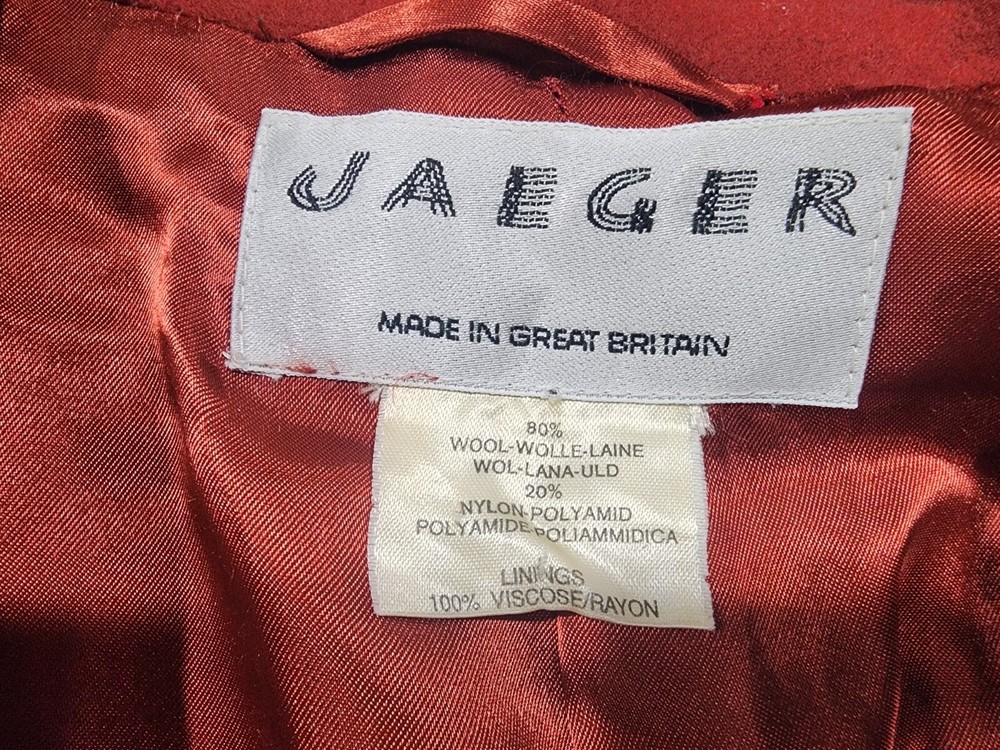 JAEGER
MADE IN GREAT BRITAIN
80%
WOOL-WOLLE-LAINE
WOL-LANA-ULD
20%
NYLON-POLYAMID
POLYAMIDE-POLIAMMIDICA
LININGS
100% VISCOSE/RAYON